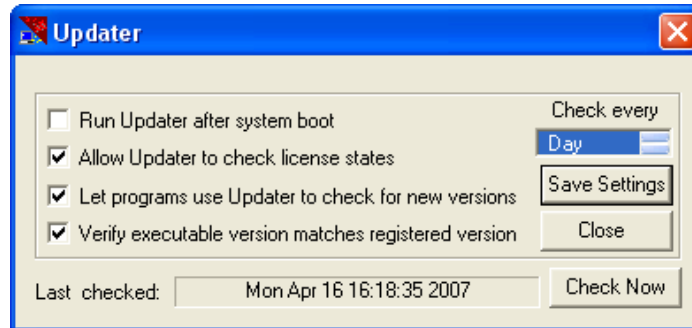 Updater
Run Updater after system boot
Allow Updater to check license states
Let programs use Updater to check for new versions
Verify executable version matches registered version
Check every
Day
Save Settings
Close
Last checked: Mon Apr 16 16:18:35 2007
Check Now